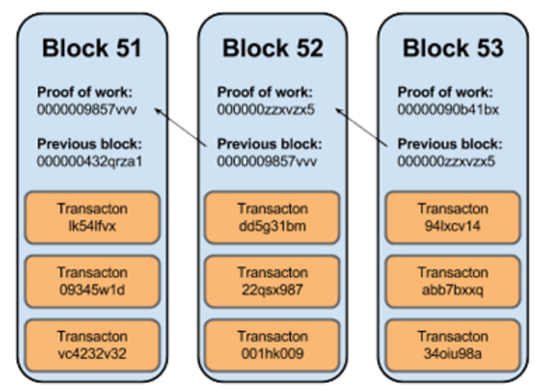 Block 51
Proof of work:
0000009857vvv
Previous block:
000000432qrza1
Transacton
lk54lfvx
Transacton
09345w1d
Transacton
vc4232v32
Block 52
Proof of work:
000000zzxvzx5
Previous block:
0000009857vvv
Transacton
dd5g31bm
Transacton
22qsx987
Transacton
001hk009
Block 53
Proof of work:
00000090b41bx
Previous block:
000000zzxvzx5
Transacton
94lxcv14
Transacton
abb7bxxq
Transacton
34oiu98a